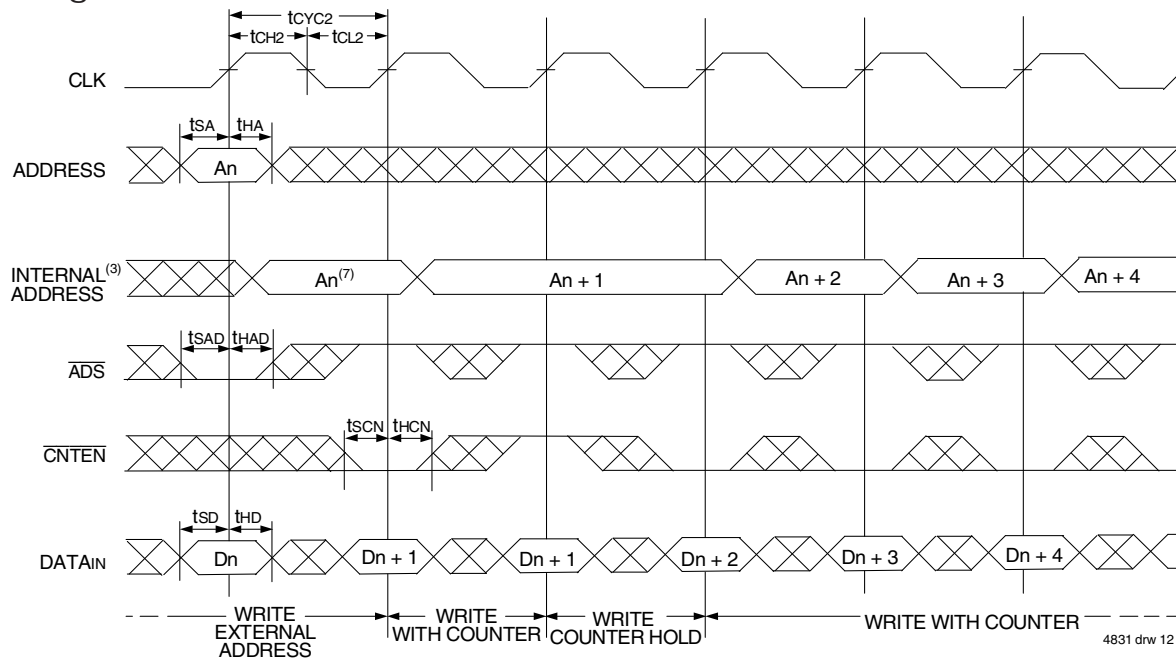 tCYC2
tCH2 tCL2
CLK
tSA tHA
ADDRESS
An
INTERNAL(3)
ADDRESS
An(7) An + 1 An + 2 An + 3 An + 4
tSAD tHAD
ADS
tSCN tHCN
CNTEN
tSD tHD
DATAIN
Dn Dn + 1 Dn + 1 Dn + 2 Dn + 3 Dn + 4
WRITE
EXTERNAL
ADDRESS
WRITE
WITH COUNTER
WRITE
COUNTER HOLD
WRITE WITH COUNTER
4831 drw 12